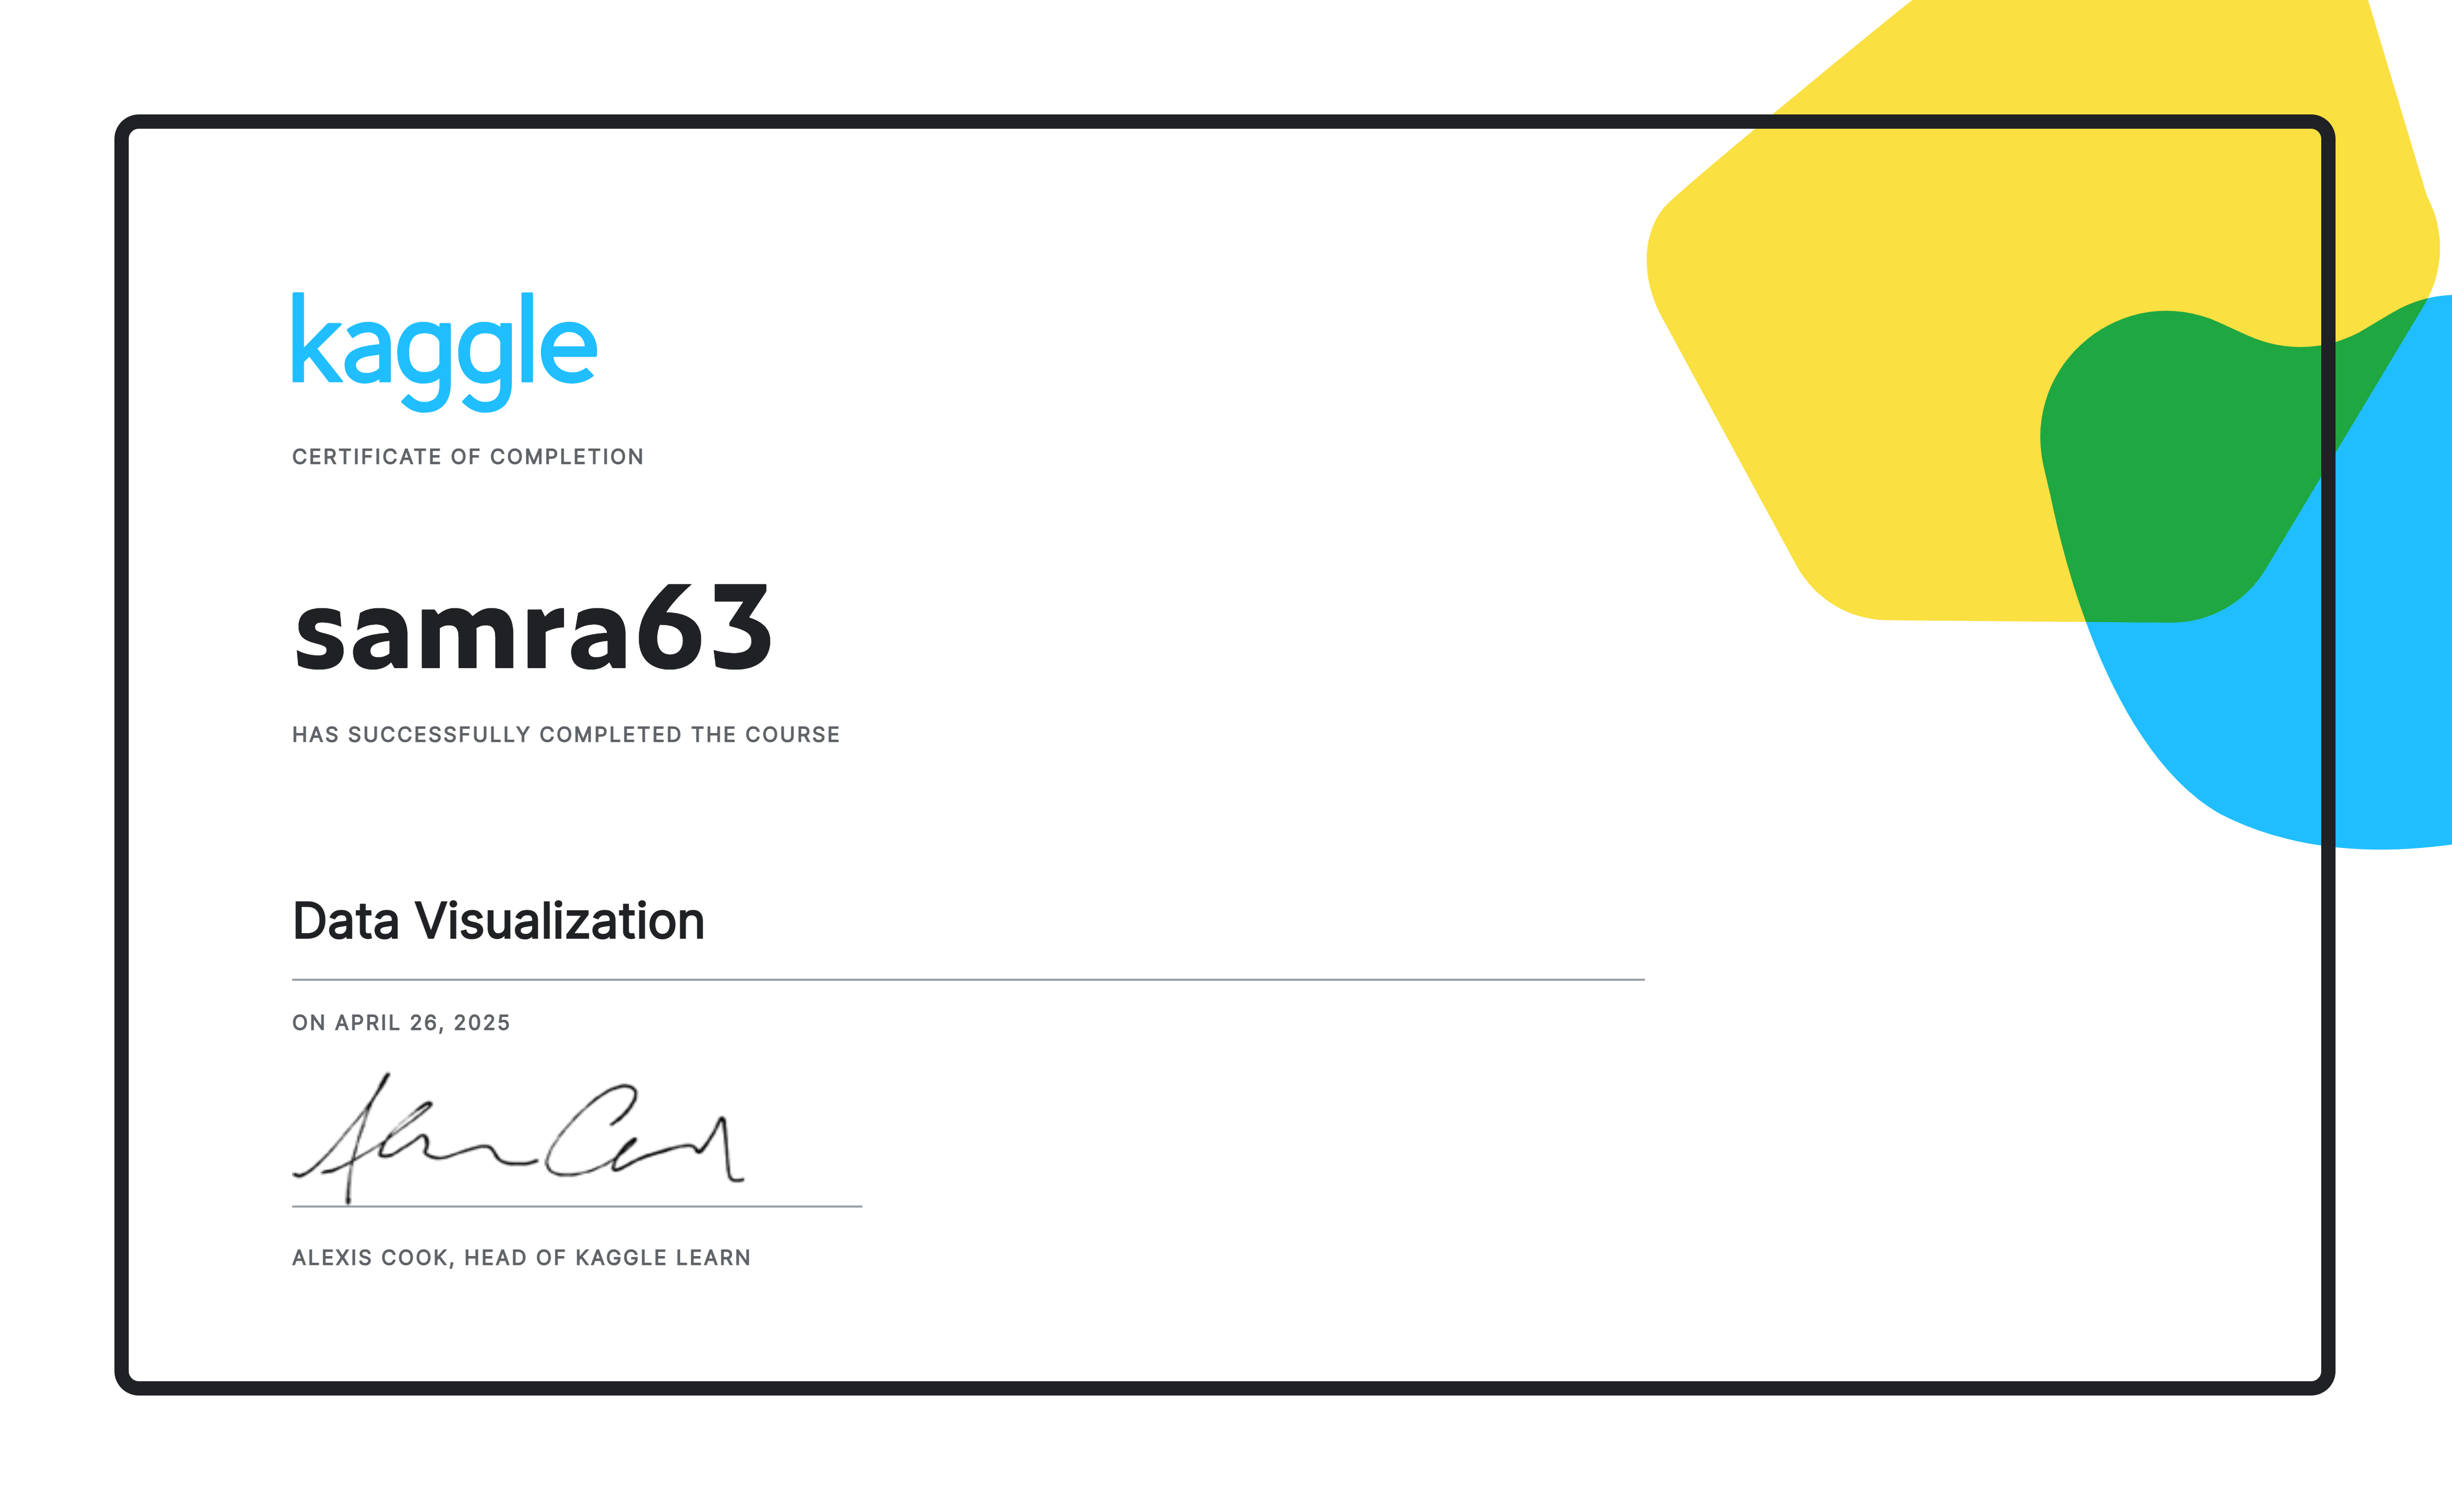 kaggle
CERTIFICATE OF COMPLETION
samra63
HAS SUCCESSFULLY COMPLETED THE COURSE
Data Visualization
ON APRIL 26, 2025
ALEXIS COOK, HEAD OF KAGGLE LEARN